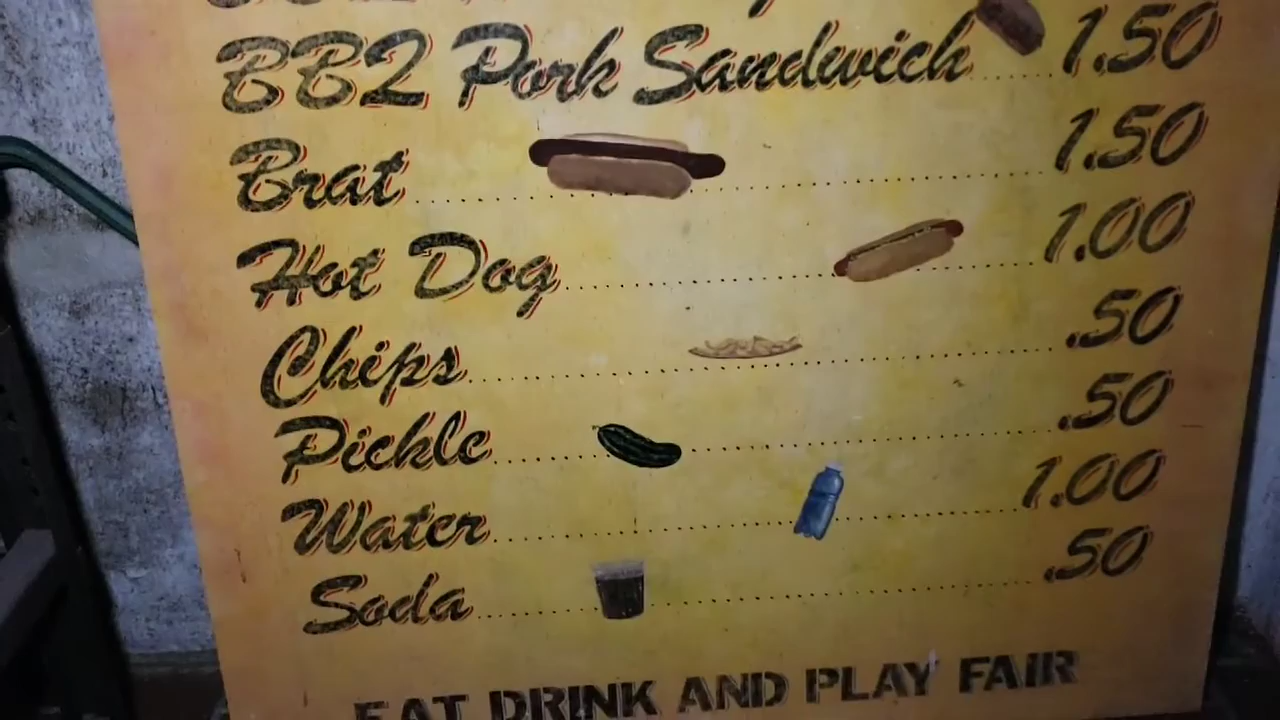 BB2 Pork Sandwich 1.50
Brat 1.50
Hot Dog 1.00
Chips .50
Pickle .50
Water 1.00
Soda .50
EAT DRINK AND PLAY FAIR